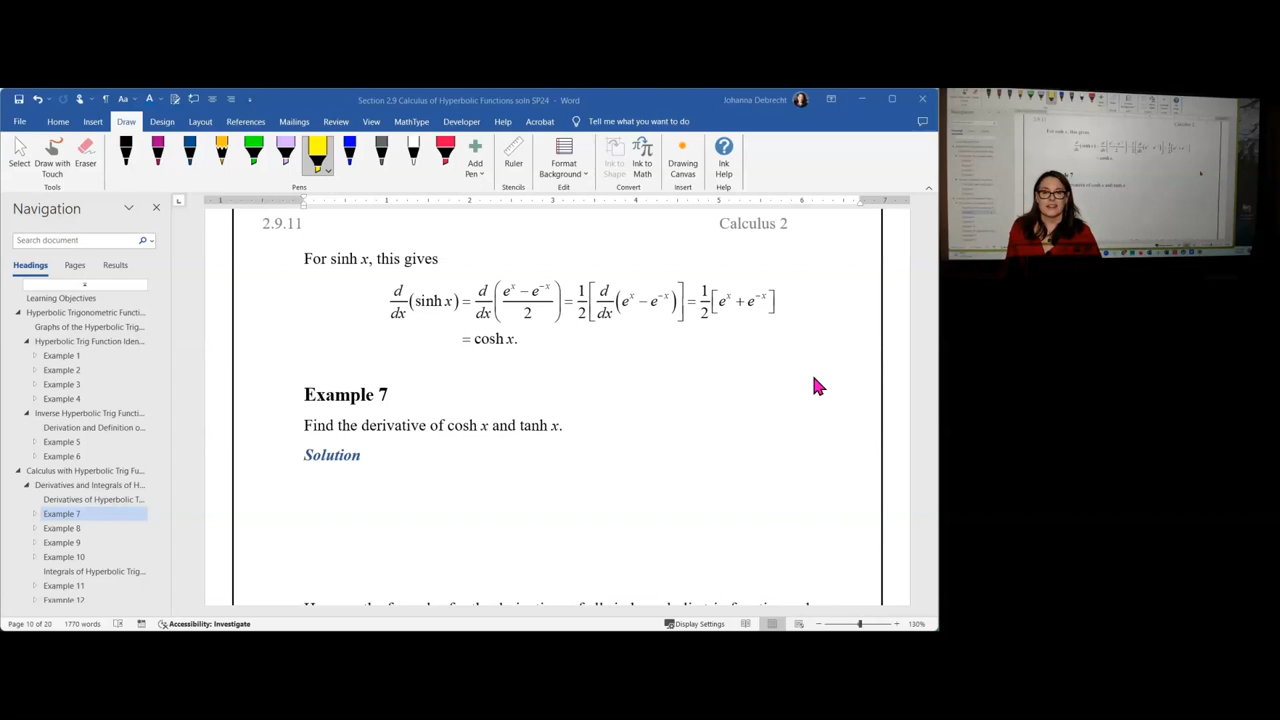 Section 2.9 Calculus of Hyperbolic Functions soln SP24 - Word
Johanna Debrecht
File Home Insert Draw Design Layout References Mailings Review View MathType Developer Help Acrobat Tell me what you want to do
Select
Draw with Touch
Eraser
Add Pen
Ruler
Format Background
Ink to Shape
Ink to Math
Drawing Canvas
Ink Help
Tools Pens Stencils Edit Convert Insert Help
Navigation
Search document
Headings Pages Results
Learning Objectives
Hyperbolic Trigonometric Functi...
Graphs of the Hyperbolic Trig...
Hyperbolic Trig Function Iden...
Example 1
Example 2
Example 3
Example 4
Inverse Hyperbolic Trig Functi...
Derivation and Definition o...
Example 5
Example 6
Calculus with Hyperbolic Trig Fu...
Derivatives and Integrals of H...
Derivatives of Hyperbolic T...
Example 7
Example 8
Example 9
Example 10
Integrals of Hyperbolic Trig...
Example 11
Example 12
1 1 2 3 4 5 6 7
2.9.11 Calculus 2
For sinh x, this gives
d/dx (sinh x) = d/dx ((e^x − e^−x)/2) = 1/2 [d/dx (e^x − e^−x)] = 1/2 [e^x + e^−x]
= cosh x.
Example 7
Find the derivative of cosh x and tanh x.
Solution
Page 10 of 20 1770 words Accessibility: Investigate Display Settings 130%